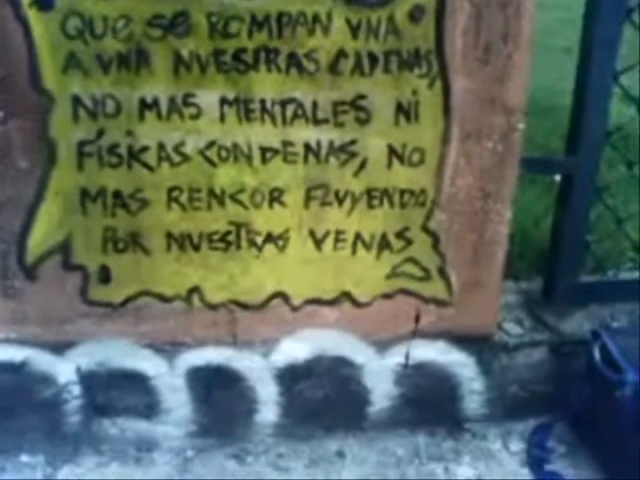 QUE SE ROMPAN UNA
A UNA NUESTRAS CADENAS,
NO MAS MENTALES NI
FÍSICAS CONDENAS, NO
MAS RENCOR FLUYENDO
POR NUESTRAS VENAS